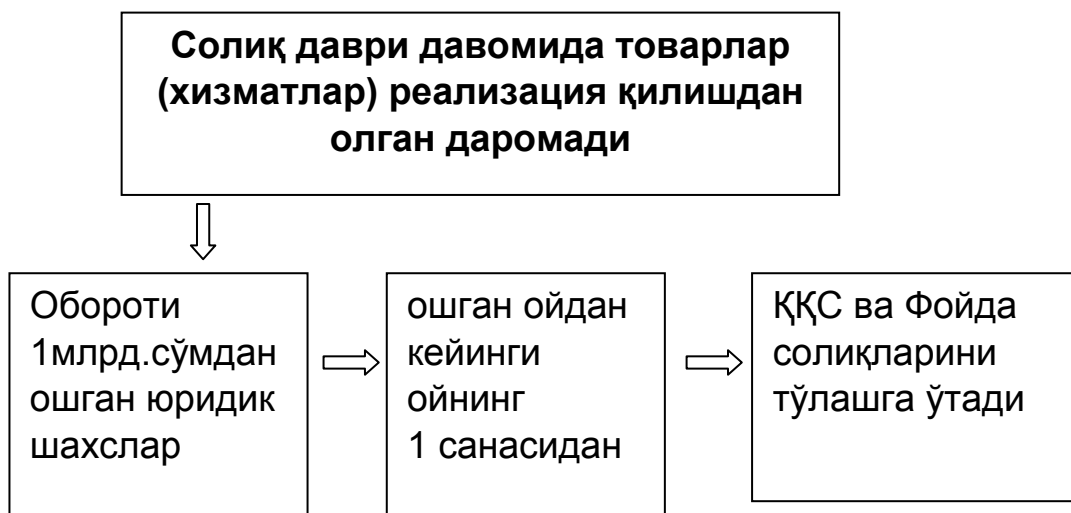 Солиқ даври давомида товарлар
(хизматлар) реализация қилишдан
олган даромади
Обороти
1млрд.сўмдан
ошган юридик
шахслар
ошган ойдан
кейинги
ойнинг
1 санасидан
ҚҚС ва Фойда
солиқларини
тўлашга ўтади